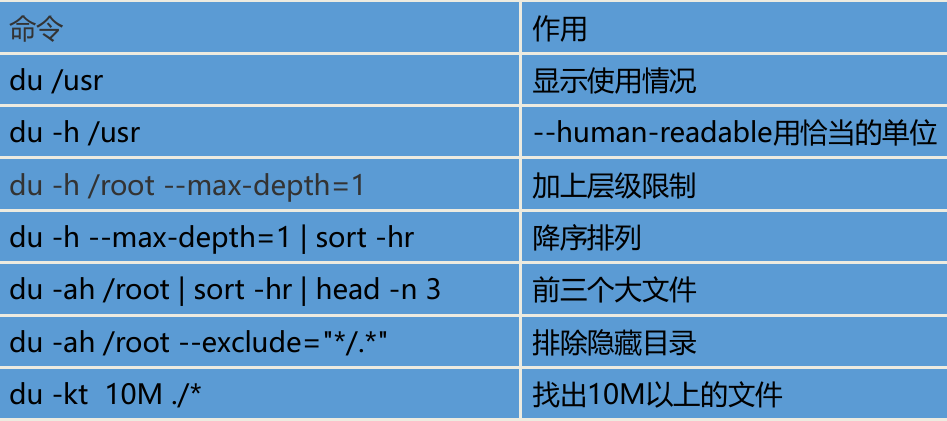 命令 作用
du /usr 显示使用情况
du -h /usr --human-readable用恰当的单位
du -h /root --max-depth=1 加上层级限制
du -h --max-depth=1 | sort -hr 降序排列
du -ah /root | sort -hr | head -n 3 前三个大文件
du -ah /root --exclude="*/.*" 排除隐藏目录
du -kt  10M ./* 找出10M以上的文件